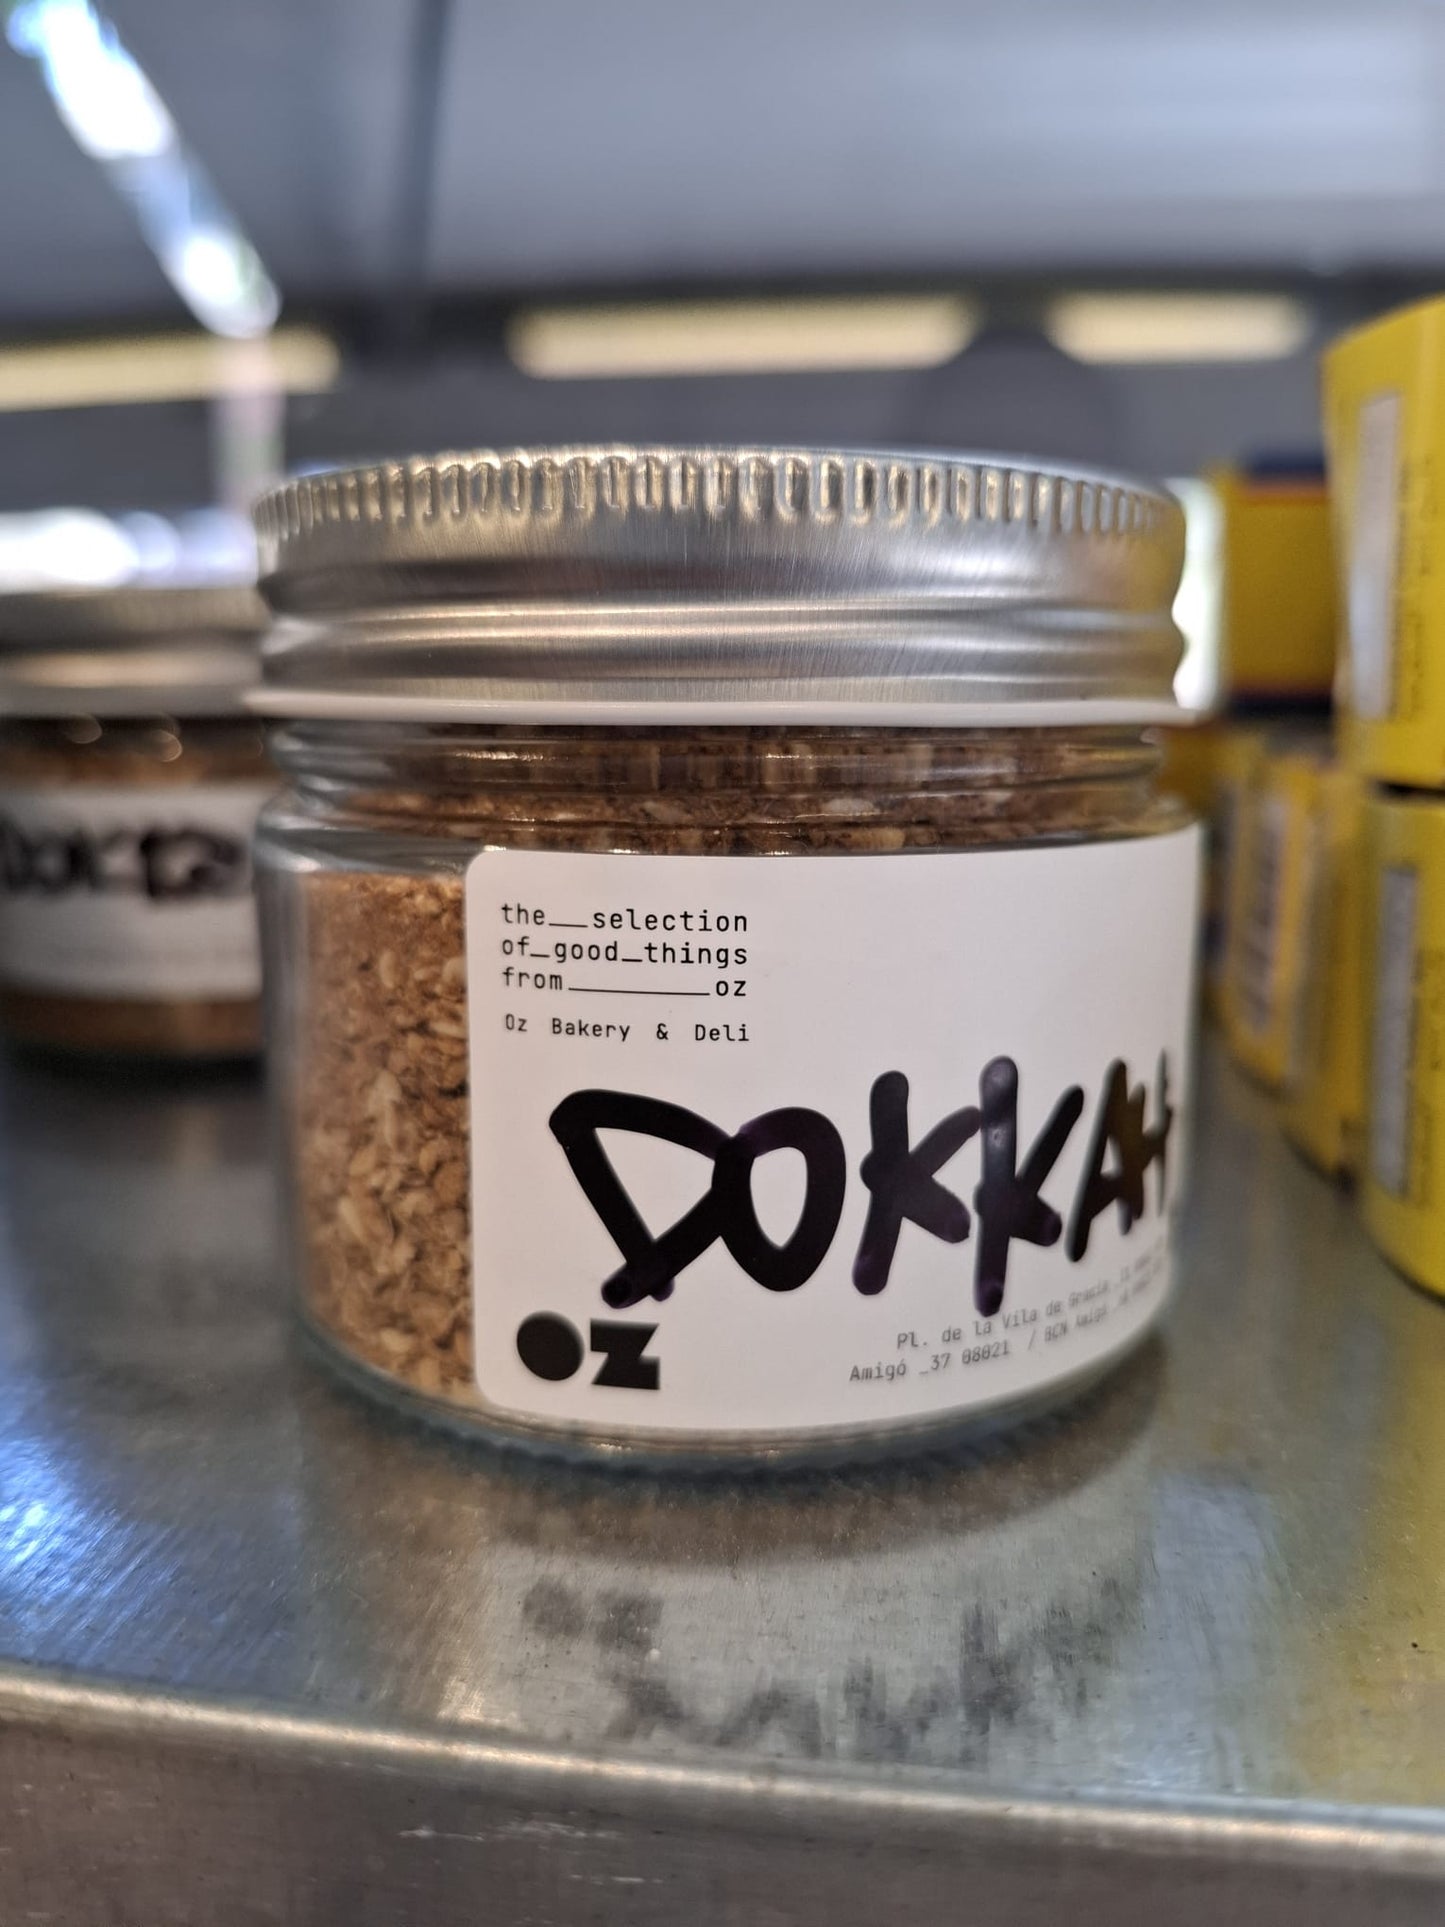 the__selection
of_good_things
from________oz
Oz Bakery & Deli
DOKKAH
OZ
Pl. de la Vila de Gracia
Amigó _37 08021 / BCN